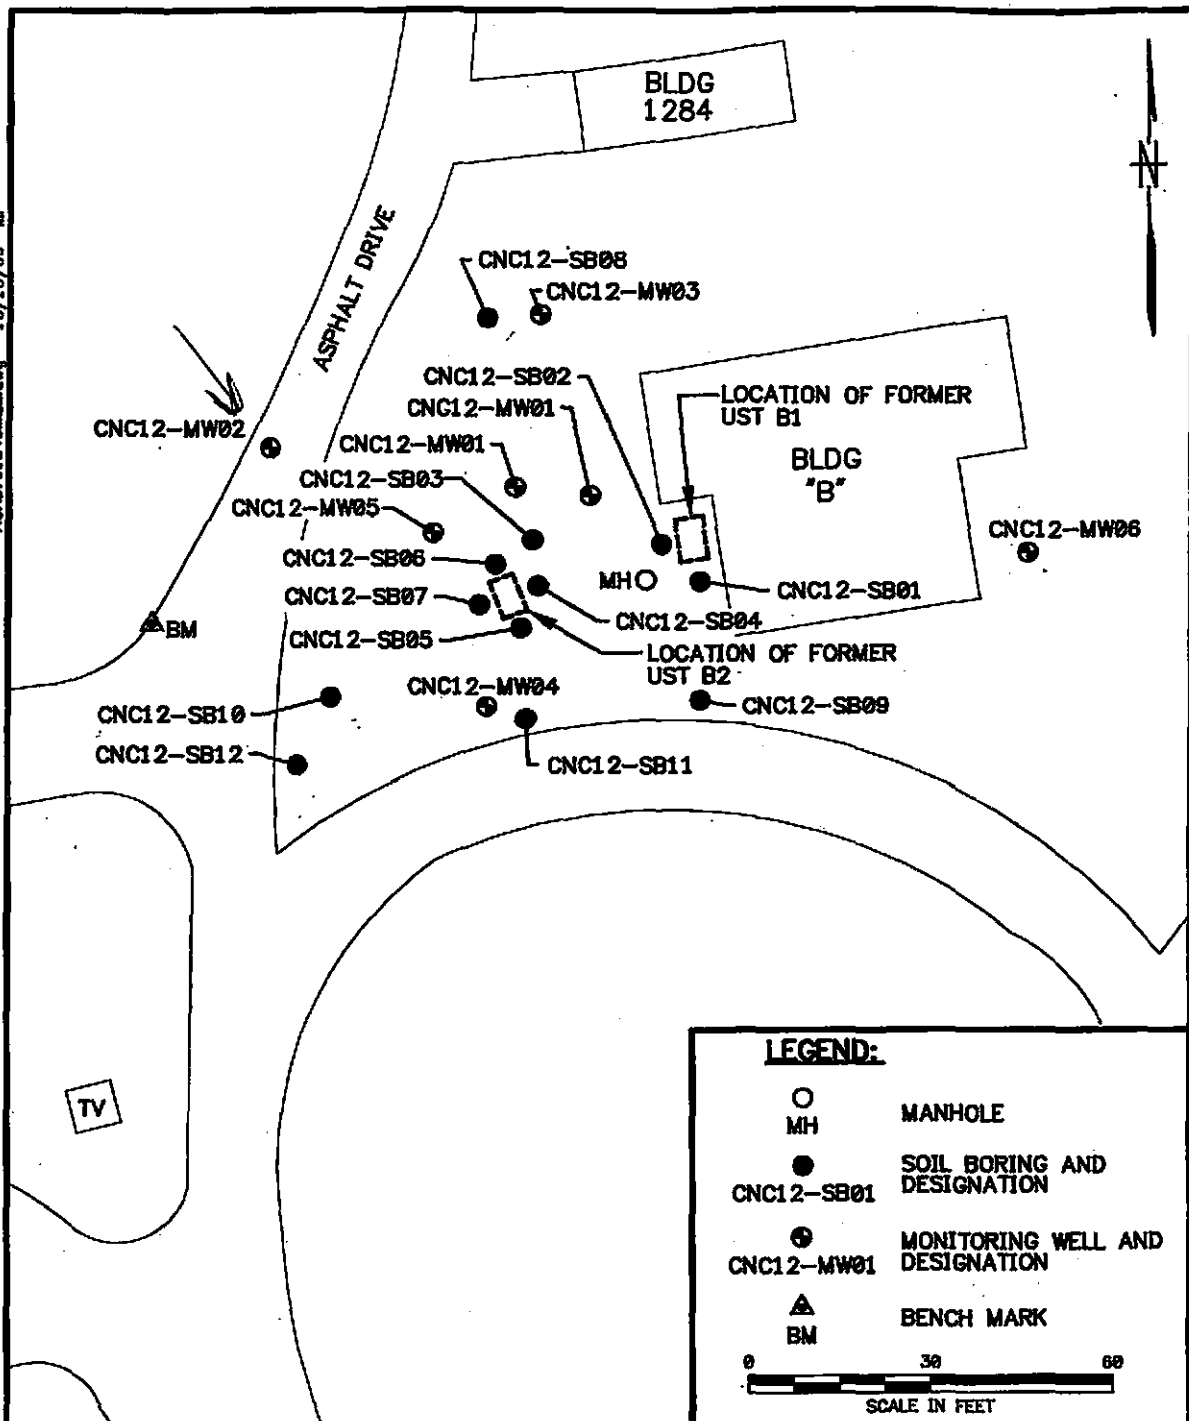 BLDG
1284
N
ASPHALT DRIVE
CNC12-SB08
CNC12-MW03
CNC12-SB02
LOCATION OF FORMER
UST B1
CNC12-MW01
CNC12-MW02
CNC12-MW01
BLDG
"B"
CNC12-SB03
CNC12-MW05
CNC12-MW06
CNC12-SB06
MH
CNC12-SB01
CNC12-SB07
CNC12-SB04
BM
CNC12-SB05
LOCATION OF FORMER
UST B2
CNC12-MW04
CNC12-SB10
CNC12-SB09
CNC12-SB12
CNC12-SB11
TV
LEGEND:
MH
MANHOLE
CNC12-SB01
SOIL BORING AND
DESIGNATION
CNC12-MW01
MONITORING WELL AND
DESIGNATION
BM
BENCH MARK
0 30 60
SCALE IN FEET